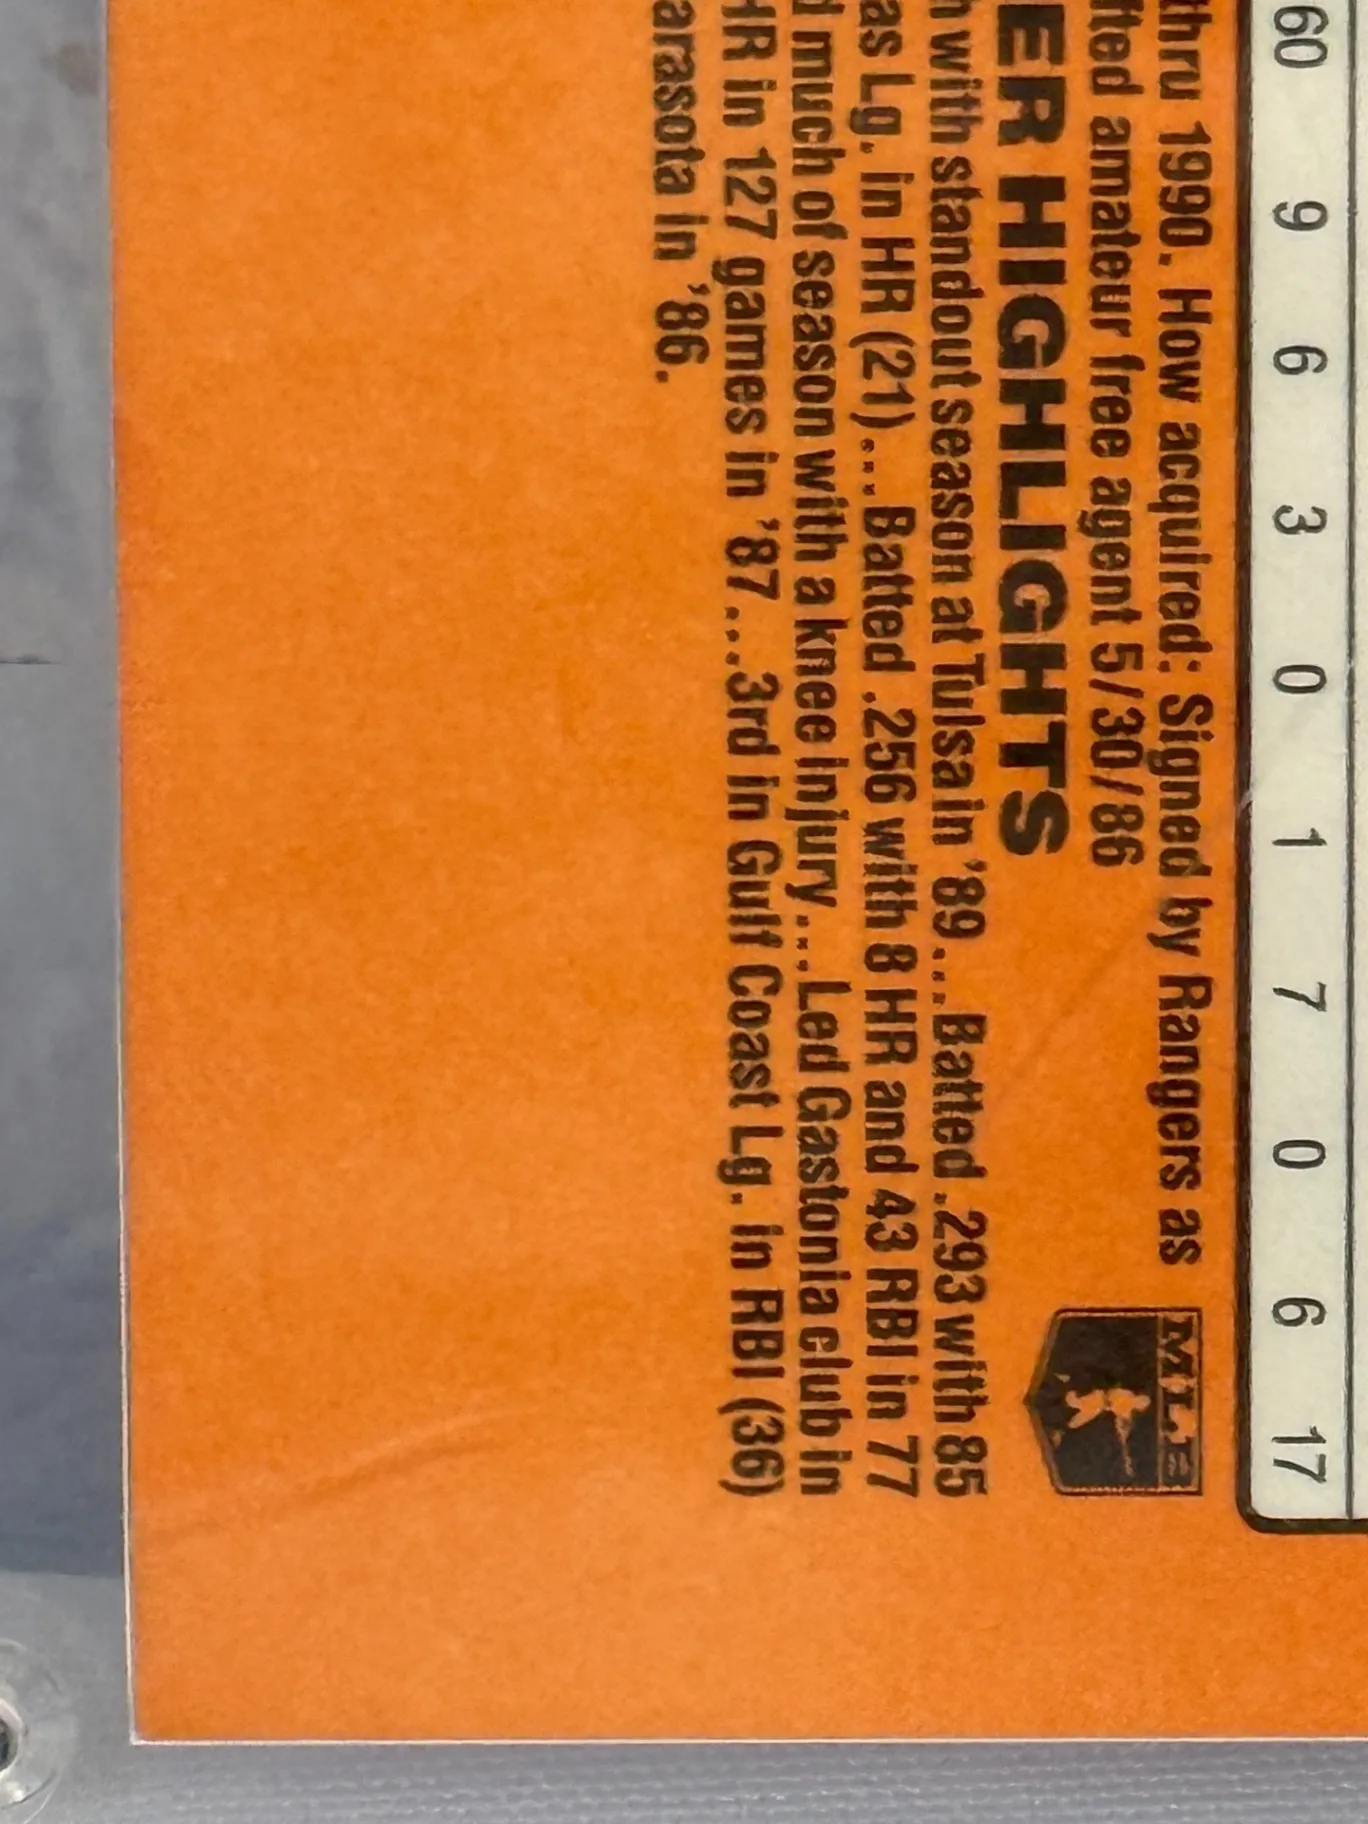 60 9 6 3 0 1 7 0 6 17
thru 1990. How acquired: Signed by Rangers as
fted amateur free agent 5/30/86
ER HIGHLIGHTS
h with standout season at Tulsa in '89...Batted .293 with 85
as Lg. in HR (21)...Batted .256 with 8 HR and 43 RBI in 77
d much of season with a knee injury...Led Gastonia club in
HR in 127 games in '87...3rd in Gulf Coast Lg. in RBI (36)
arasota in '86.